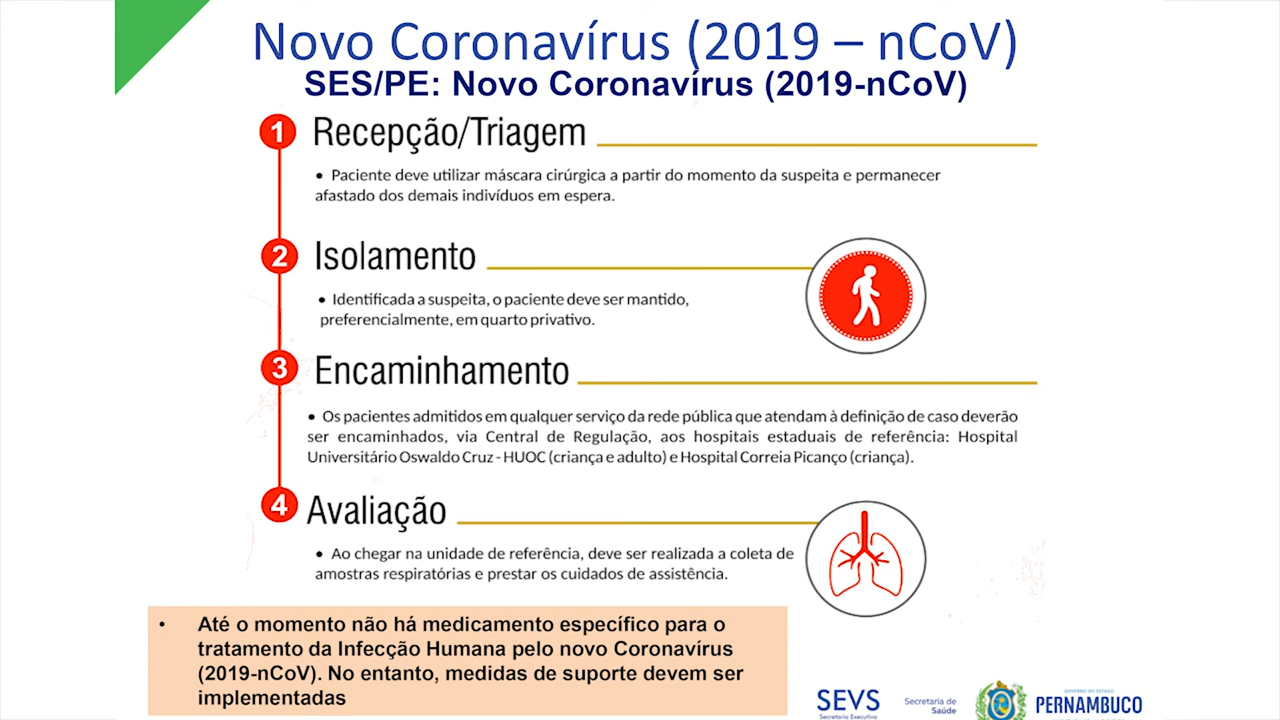 Novo Coronavírus (2019 – nCoV)
SES/PE: Novo Coronavírus (2019-nCoV)
1 Recepção/Triagem
• Paciente deve utilizar máscara cirúrgica a partir do momento da suspeita e permanecer
afastado dos demais indivíduos em espera.
2 Isolamento
• Identificada a suspeita, o paciente deve ser mantido,
preferencialmente, em quarto privativo.
3 Encaminhamento
• Os pacientes admitidos em qualquer serviço da rede pública que atendam à definição de caso deverão
ser encaminhados, via Central de Regulação, aos hospitais estaduais de referência: Hospital
Universitário Oswaldo Cruz - HUOC (criança e adulto) e Hospital Correia Picanço (criança).
4 Avaliação
• Ao chegar na unidade de referência, deve ser realizada a coleta de
amostras respiratórias e prestar os cuidados de assistência.
• Até o momento não há medicamento específico para o
tratamento da Infecção Humana pelo novo Coronavírus
(2019-nCoV). No entanto, medidas de suporte devem ser
implementadas
SEVS
Secretaria Executiva
Secretaria de
Saúde
GOVERNO DO ESTADO
PERNAMBUCO